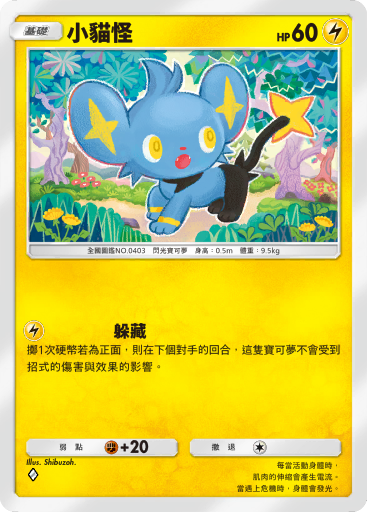 基礎 小貓怪 HP 60
全國圖鑑NO.0403 閃光寶可夢 身高：0.5m 體重：9.5kg
躲藏
擲1次硬幣若為正面，則在下個對手的回合，這隻寶可夢不會受到
招式的傷害與效果的影響。
弱點 +20 撤退
Illus. Shibuzoh.
每當活動身體時，
肌肉的伸縮會產生電流。
當遇上危機時，身體會發光。